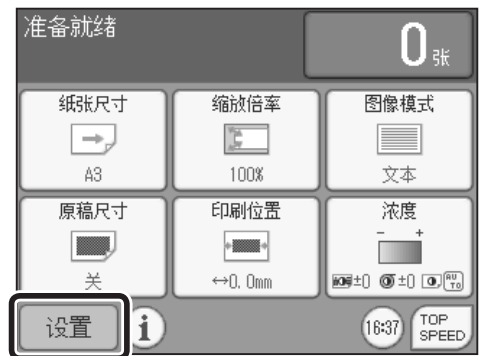 准备就绪
0张
纸张尺寸 缩放倍率 图像模式
A3 100% 文本
原稿尺寸 印刷位置 浓度
- +
关 ↔0, 0mm ±0 ±0 AUTO
设置 i 16:37 TOP SPEED